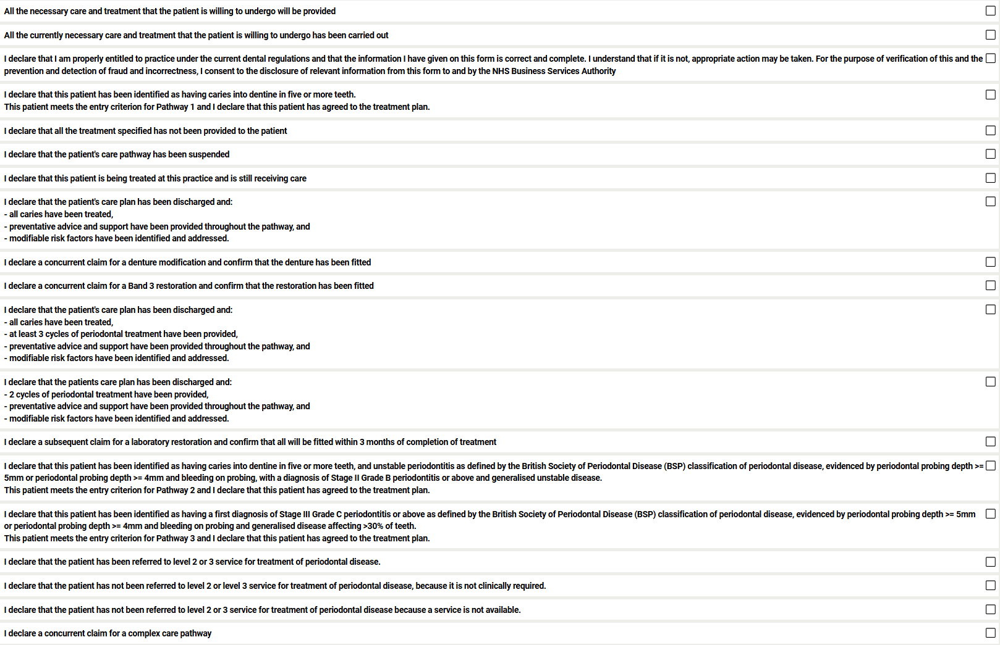 All the necessary care and treatment that the patient is willing to undergo will be provided
All the currently necessary care and treatment that the patient is willing to undergo has been carried out
I declare that I am properly entitled to practice under the current dental regulations and that the information I have given on this form is correct and complete. I understand that if it is not, appropriate action may be taken. For the purpose of verification of this and the
prevention and detection of fraud and incorrectness, I consent to the disclosure of relevant information from this form to and by the NHS Business Services Authority
I declare that this patient has been identified as having caries into dentine in five or more teeth.
This patient meets the entry criterion for Pathway 1 and I declare that this patient has agreed to the treatment plan.
I declare that all the treatment specified has not been provided to the patient
I declare that the patient's care pathway has been suspended
I declare that this patient is being treated at this practice and is still receiving care
I declare that the patient's care plan has been discharged and:
- all caries have been treated,
- preventative advice and support have been provided throughout the pathway, and
- modifiable risk factors have been identified and addressed.
I declare a concurrent claim for a denture modification and confirm that the denture has been fitted
I declare a concurrent claim for a Band 3 restoration and confirm that the restoration has been fitted
I declare that the patient's care plan has been discharged and:
- all caries have been treated,
- at least 3 cycles of periodontal treatment have been provided,
- preventative advice and support have been provided throughout the pathway, and
- modifiable risk factors have been identified and addressed.
I declare that the patients care plan has been discharged and:
- 2 cycles of periodontal treatment have been provided,
- preventative advice and support have been provided throughout the pathway, and
- modifiable risk factors have been identified and addressed.
I declare a subsequent claim for a laboratory restoration and confirm that all will be fitted within 3 months of completion of treatment
I declare that this patient has been identified as having caries into dentine in five or more teeth, and unstable periodontitis as defined by the British Society of Periodontal Disease (BSP) classification of periodontal disease, evidenced by periodontal probing depth >=
5mm or periodontal probing depth >= 4mm and bleeding on probing, with a diagnosis of Stage II Grade B periodontitis or above and generalised unstable disease.
This patient meets the entry criterion for Pathway 2 and I declare that this patient has agreed to the treatment plan.
I declare that this patient has been identified as having a first diagnosis of Stage III Grade C periodontitis or above as defined by the British Society of Periodontal Disease (BSP) classification of periodontal disease, evidenced by periodontal probing depth >= 5mm
or periodontal probing depth >= 4mm and bleeding on probing and generalised disease affecting >30% of teeth.
This patient meets the entry criterion for Pathway 3 and I declare that this patient has agreed to the treatment plan.
I declare that the patient has been referred to level 2 or 3 service for treatment of periodontal disease.
I declare that the patient has not been referred to level 2 or level 3 service for treatment of periodontal disease, because it is not clinically required.
I declare that the patient has not been referred to level 2 or 3 service for treatment of periodontal disease because a service is not available.
I declare a concurrent claim for a complex care pathway